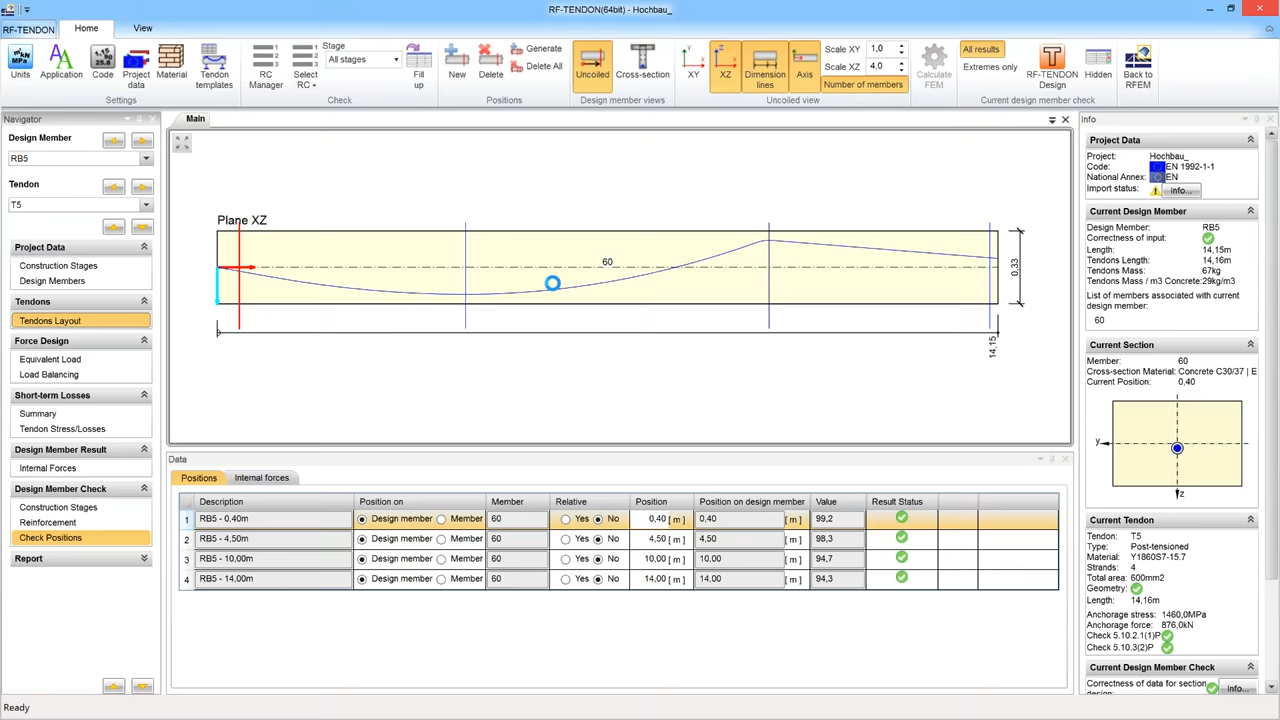 RF-TENDON(64bit) - Hochbau_
RF-TENDON
Home
View
Units
Application
Code
Project data
Material
Tendon templates
Settings
RC Manager
Select RC
Stage
All stages
Fill up
Check
New
Delete
Generate
Delete All
Positions
Uncoiled
Cross-section
Design member views
XY
XZ
Dimension lines
Axis
Scale XY 1,0
Scale XZ 4,0
Number of members
Uncoiled view
Calculate FEM
All results
Extremes only
RF-TENDON Design
Hidden
Current design member check
Back to RFEM
Navigator
Design Member
RB5
Tendon
T5
Project Data
Construction Stages
Design Members
Tendons
Tendons Layout
Force Design
Equivalent Load
Load Balancing
Short-term Losses
Summary
Tendon Stress/Losses
Design Member Result
Internal Forces
Design Member Check
Construction Stages
Reinforcement
Check Positions
Report
Main
Plane XZ
60
0,33
14,15
Data
Positions
Internal forces
Description Position on Member Relative Position Position on design member Value Result Status
1 RB5 - 0,40m Design member Member 60 Yes No 0,40 [ m ] 0,40 [ m ] 99,2
2 RB5 - 4,50m Design member Member 60 Yes No 4,50 [ m ] 4,50 [ m ] 98,3
3 RB5 - 10,00m Design member Member 60 Yes No 10,00 [ m ] 10,00 [ m ] 94,7
4 RB5 - 14,00m Design member Member 60 Yes No 14,00 [ m ] 14,00 [ m ] 94,3
Info
Project Data
Project: Hochbau_
Code: EN 1992-1-1
National Annex: EN
Import status: Info...
Current Design Member
Design Member: RB5
Correctness of input:
Length: 14,15m
Tendons Length: 14,16m
Tendons Mass: 67kg
Tendons Mass / m3 Concrete: 29kg/m3
List of members associated with current design member:
60
Current Section
Member: 60
Cross-section Material: Concrete C30/37 | E
Current Position: 0,40
y
z
Current Tendon
Tendon: T5
Type: Post-tensioned
Material: Y1860S7-15.7
Strands: 4
Total area: 600mm2
Geometry:
Length: 14,16m
Anchorage stress: 1460,0MPa
Anchorage force: 876,0kN
Check 5.10.2.1(1)P
Check 5.10.3(2)P
Current Design Member Check
Correctness of data for section
Info...
Ready